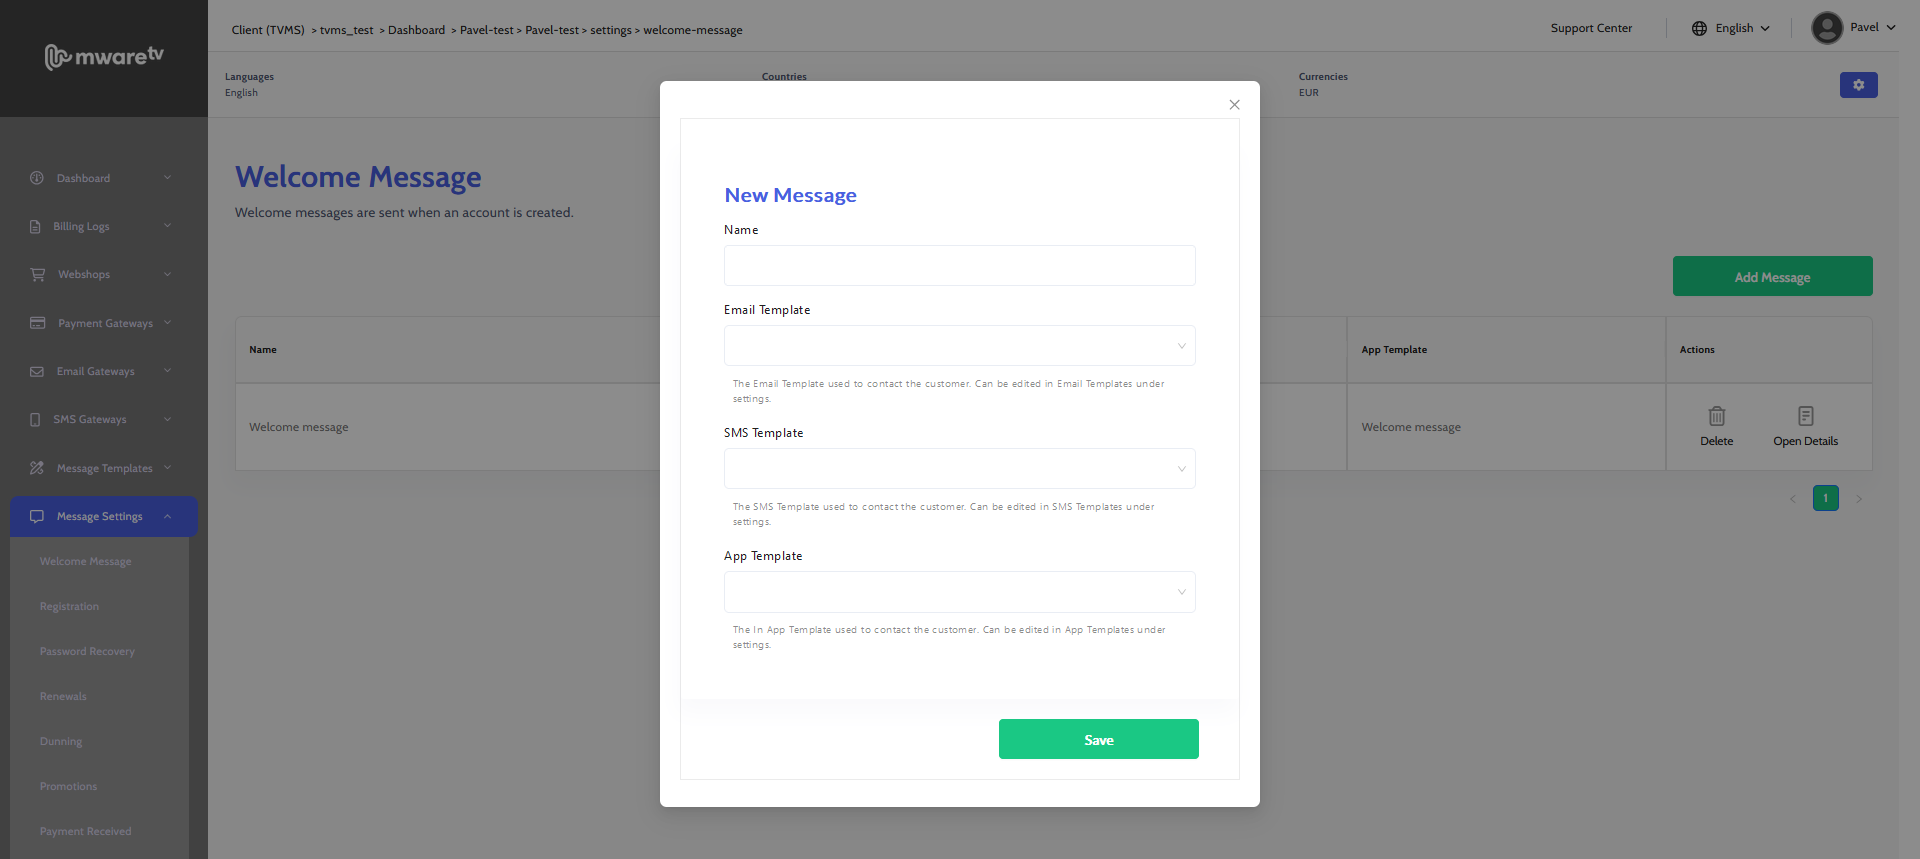 mwaretv
Client (TVMS) > tvms_test > Dashboard > Pavel-test > Pavel-test > settings > welcome-message
Support Center
English
Pavel
Languages
English
Countries
Currencies
EUR
Dashboard
Billing Logs
Webshops
Payment Gateways
Email Gateways
SMS Gateways
Message Templates
Message Settings
Welcome Message
Registration
Password Recovery
Renewals
Dunning
Promotions
Payment Received
Welcome Message
Welcome messages are sent when an account is created.
Add Message
Name
App Template
Actions
Welcome message
Welcome message
Delete
Open Details
< 1 >
New Message
Name
Email Template
The Email Template used to contact the customer. Can be edited in Email Templates under
settings.
SMS Template
The SMS Template used to contact the customer. Can be edited in SMS Templates under
settings.
App Template
The In App Template used to contact the customer. Can be edited in App Templates under
settings.
Save